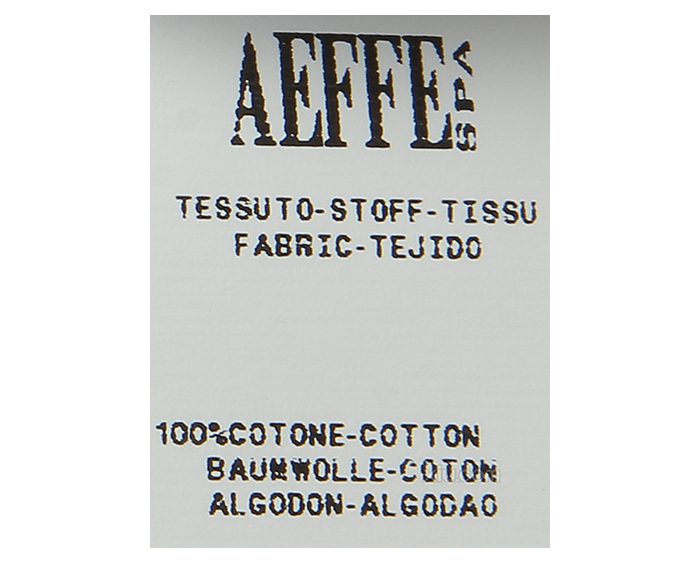 AEFFE SPA
TESSUTO-STOFF-TISSU
FABRIC-TEJIDO
100%COTONE-COTTON
BAUMWOLLE-COTON
ALGODON-ALGODAO